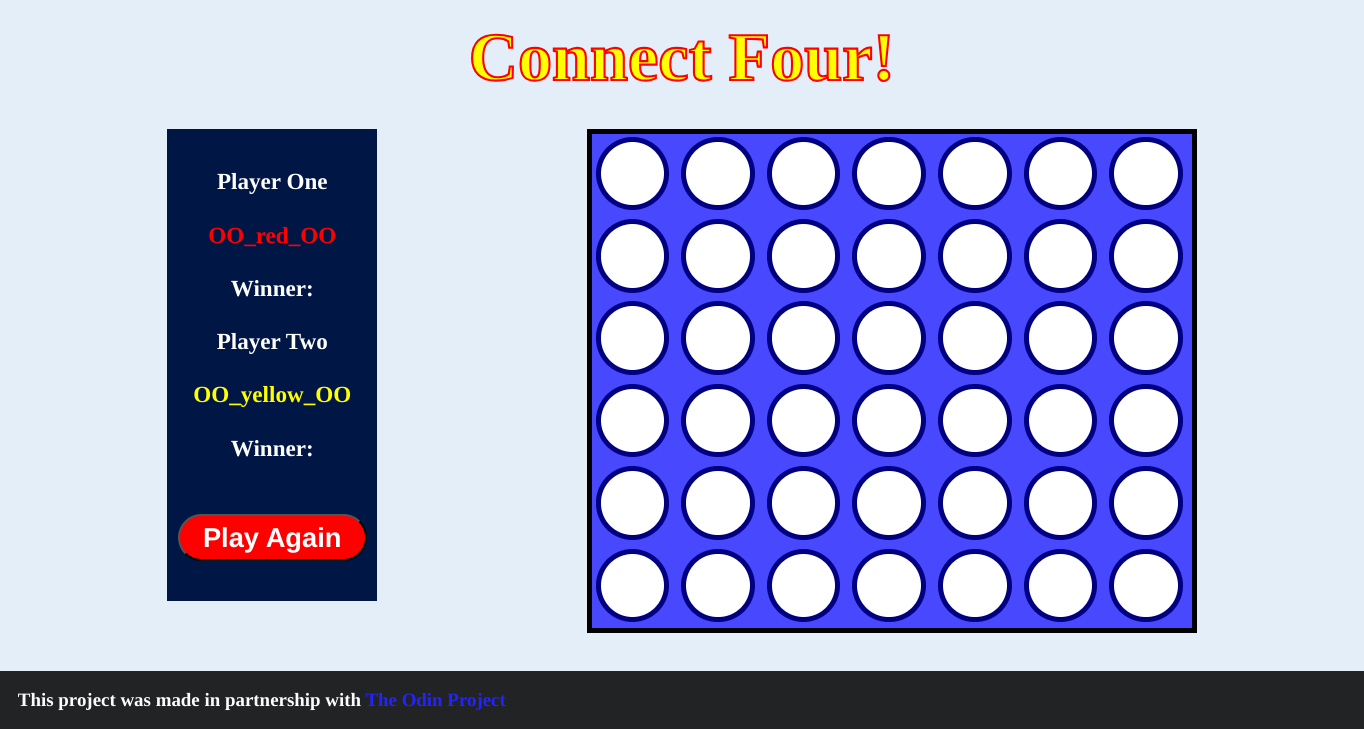 Connect Four!
Player One
OO_red_OO
Winner:
Player Two
OO_yellow_OO
Winner:
Play Again
This project was made in partnership with The Odin Project